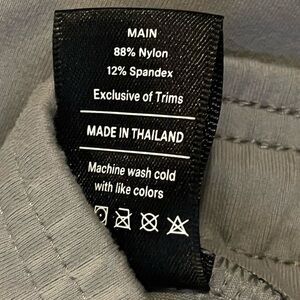 MAIN
88% Nylon
12% Spandex
Exclusive of Trims
MADE IN THAILAND
Machine wash cold
with like colors